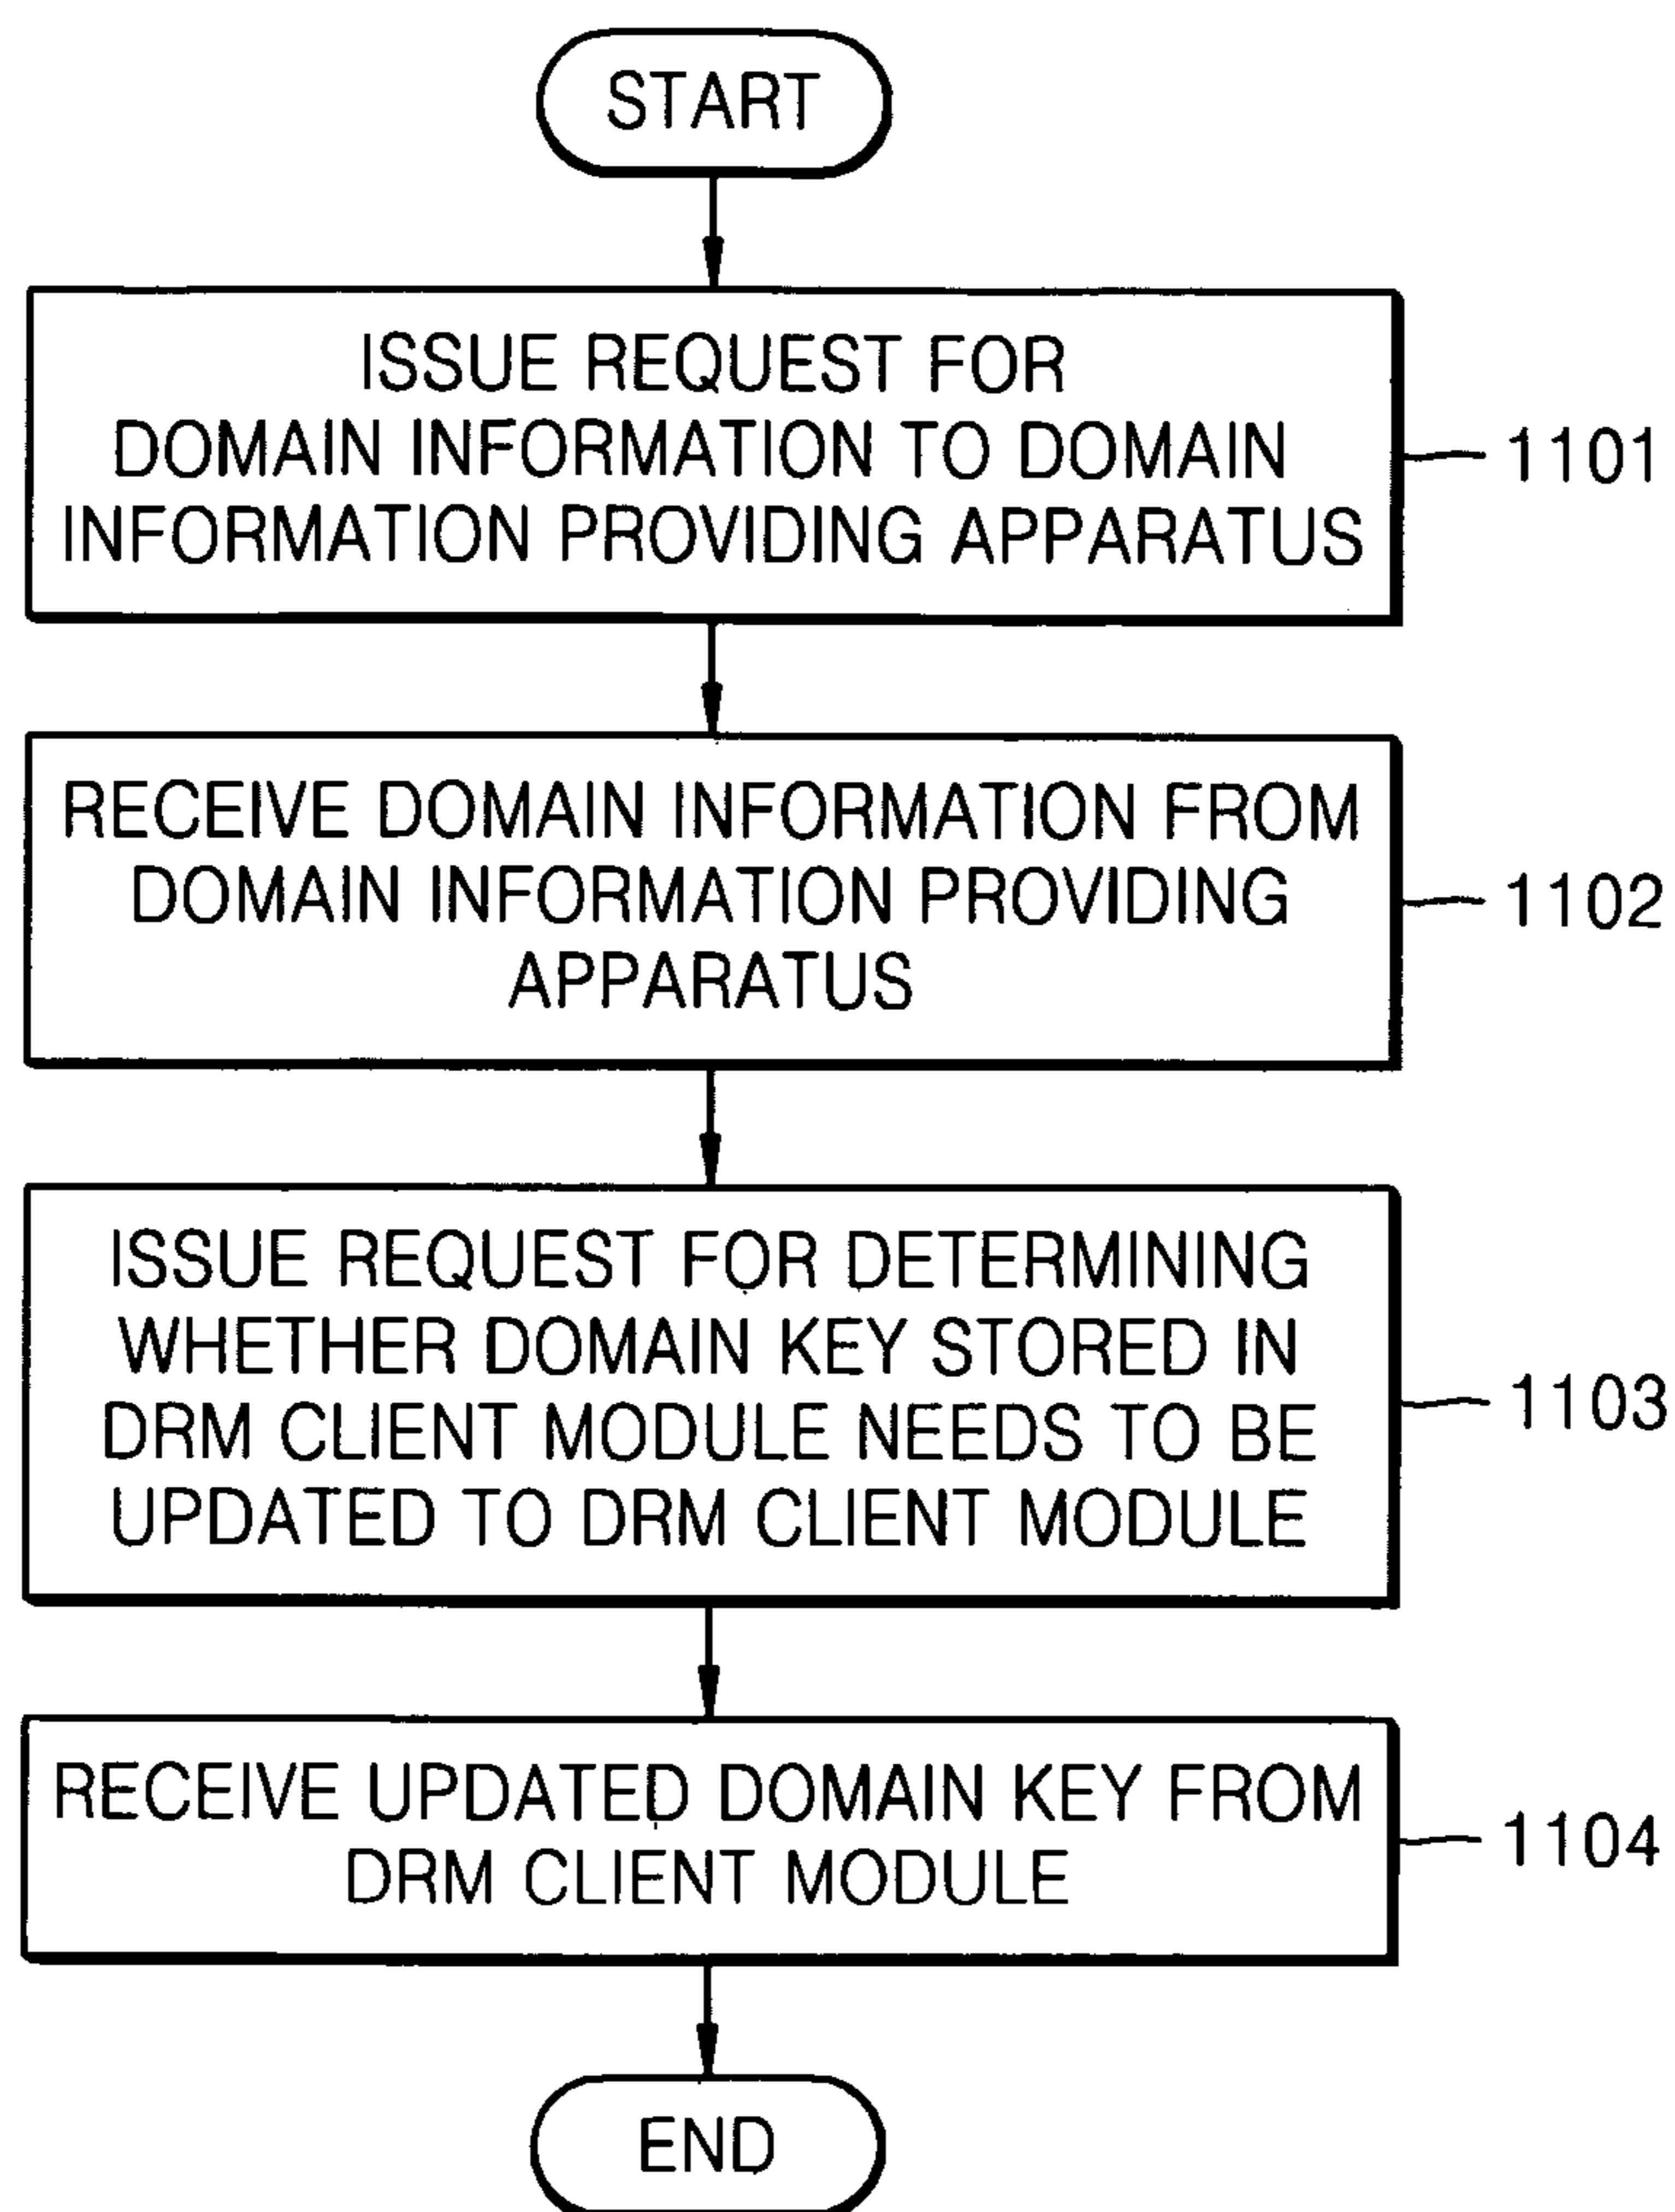 START
ISSUE REQUEST FOR
DOMAIN INFORMATION TO DOMAIN
INFORMATION PROVIDING APPARATUS
1101
RECEIVE DOMAIN INFORMATION FROM
DOMAIN INFORMATION PROVIDING
APPARATUS
1102
ISSUE REQUEST FOR DETERMINING
WHETHER DOMAIN KEY STORED IN
DRM CLIENT MODULE NEEDS TO BE
UPDATED TO DRM CLIENT MODULE
1103
RECEIVE UPDATED DOMAIN KEY FROM
DRM CLIENT MODULE
1104
END